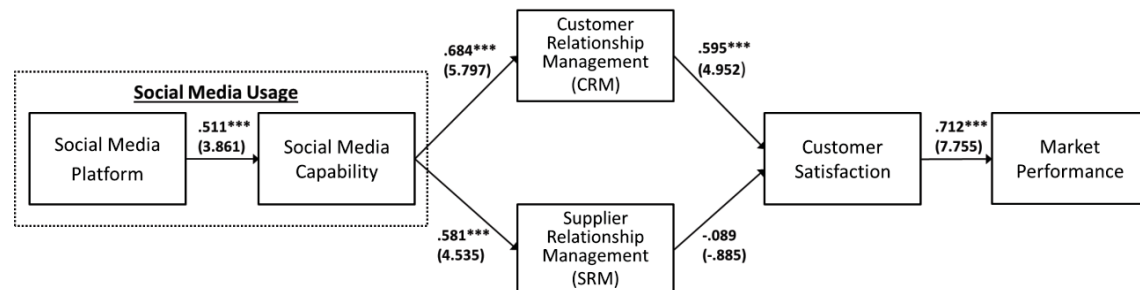 Social Media Usage
Social Media
Platform
.511***
(3.861)
Social Media
Capability
.684***
(5.797)
Customer
Relationship
Management
(CRM)
.595***
(4.952)
.581***
(4.535)
Supplier
Relationship
Management
(SRM)
-.089
(-.885)
Customer
Satisfaction
.712***
(7.755)
Market
Performance